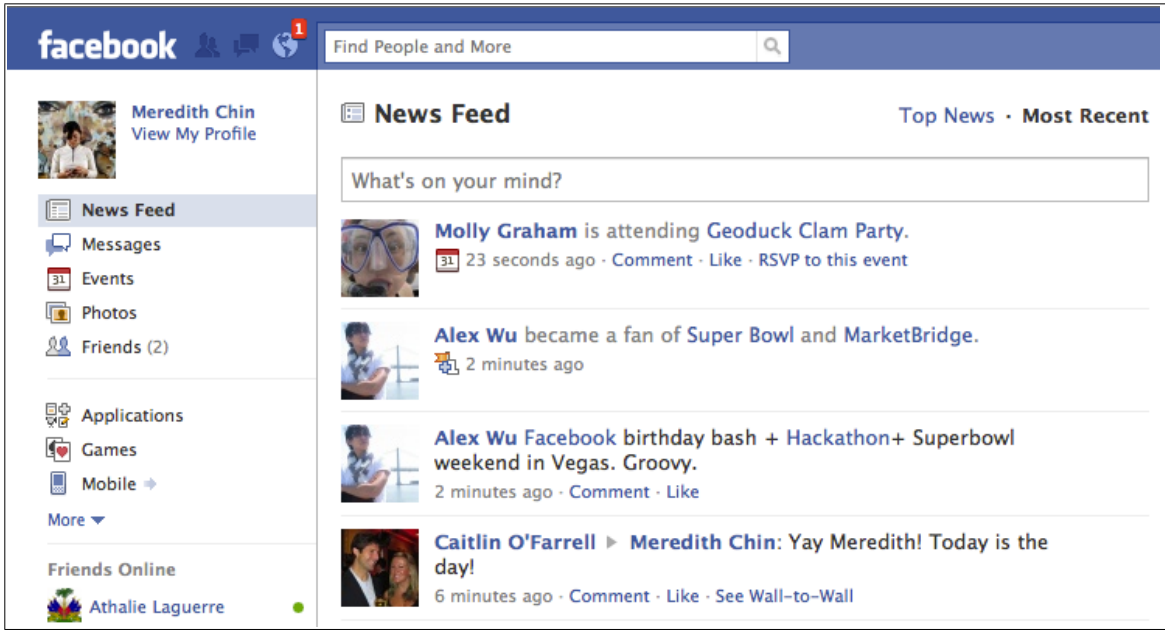 facebook
1
Find People and More
Meredith Chin
View My Profile
News Feed
Messages
31 Events
Photos
Friends (2)
Applications
Games
Mobile
More
Friends Online
Athalie Laguerre
News Feed
Top News · Most Recent
What's on your mind?
Molly Graham is attending Geoduck Clam Party.
31 23 seconds ago · Comment · Like · RSVP to this event
Alex Wu became a fan of Super Bowl and MarketBridge.
2 minutes ago
Alex Wu Facebook birthday bash + Hackathon+ Superbowl
weekend in Vegas. Groovy.
2 minutes ago · Comment · Like
Caitlin O'Farrell ▸ Meredith Chin: Yay Meredith! Today is the
day!
6 minutes ago · Comment · Like · See Wall-to-Wall